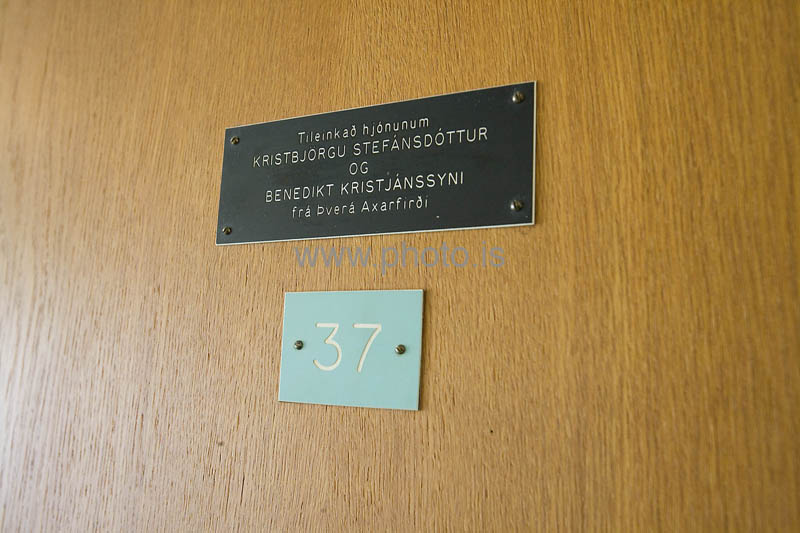 Tileinkað hjónunum
KRISTBJÖRGU STEFÁNSDÓTTUR
OG
BENEDIKT KRISTJÁNSSYNI
frá Þverá Axarfirði
www.photo.is
37